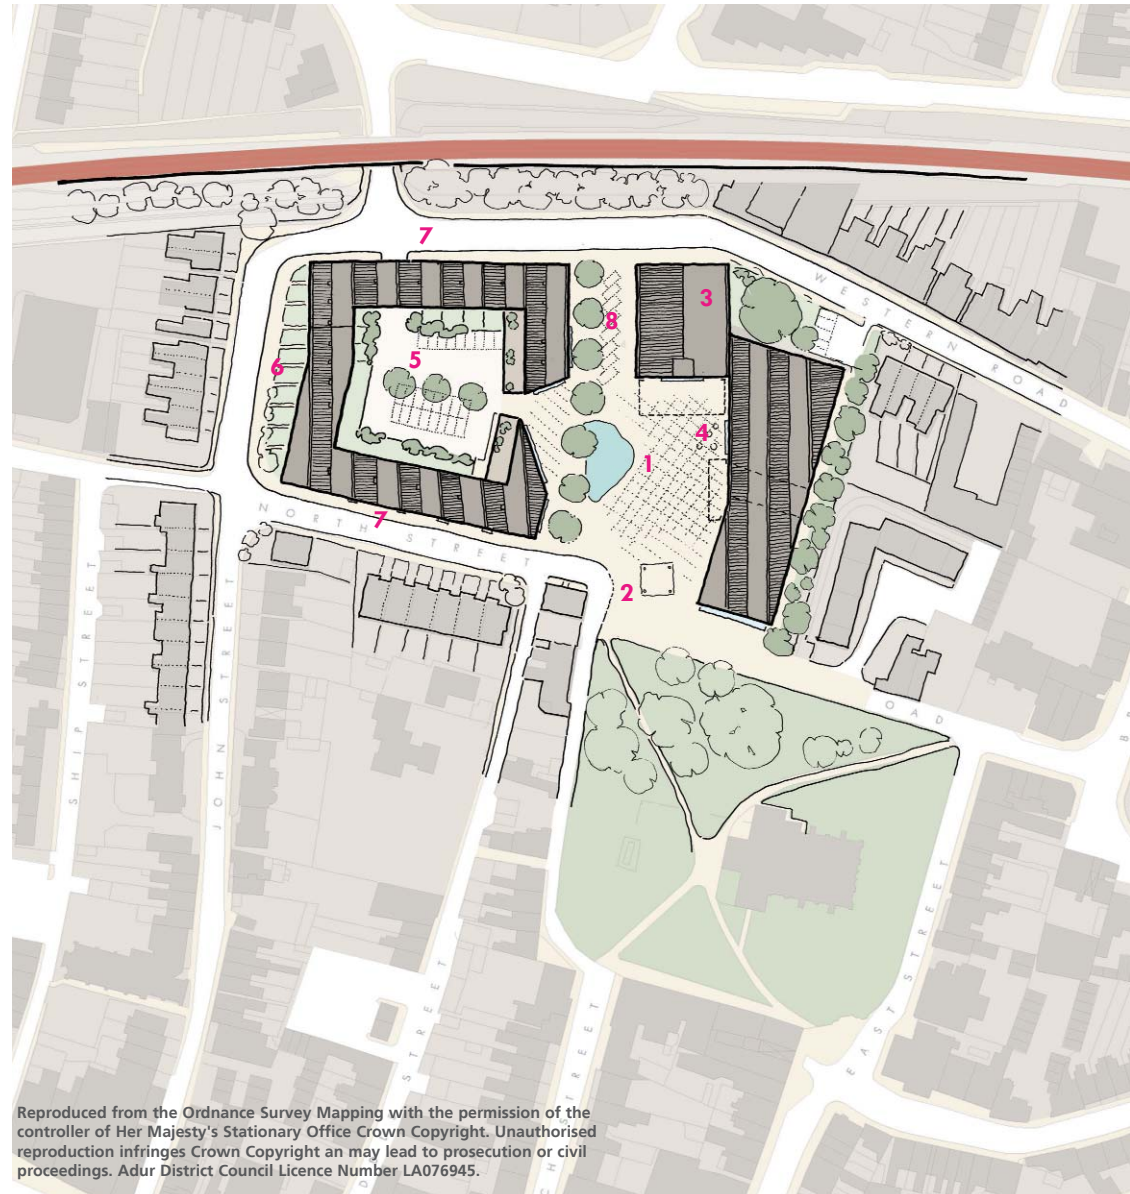 7
WESTERN ROAD
3
8
5
6
4
1
NORTH STREET
7
2
OAD
SHIP STREET
JOHN STREET
EAST STREET
STREET
STREET
Reproduced from the Ordnance Survey Mapping with the permission of the
controller of Her Majesty's Stationary Office Crown Copyright. Unauthorised
reproduction infringes Crown Copyright an may lead to prosecution or civil
proceedings. Adur District Council Licence Number LA076945.